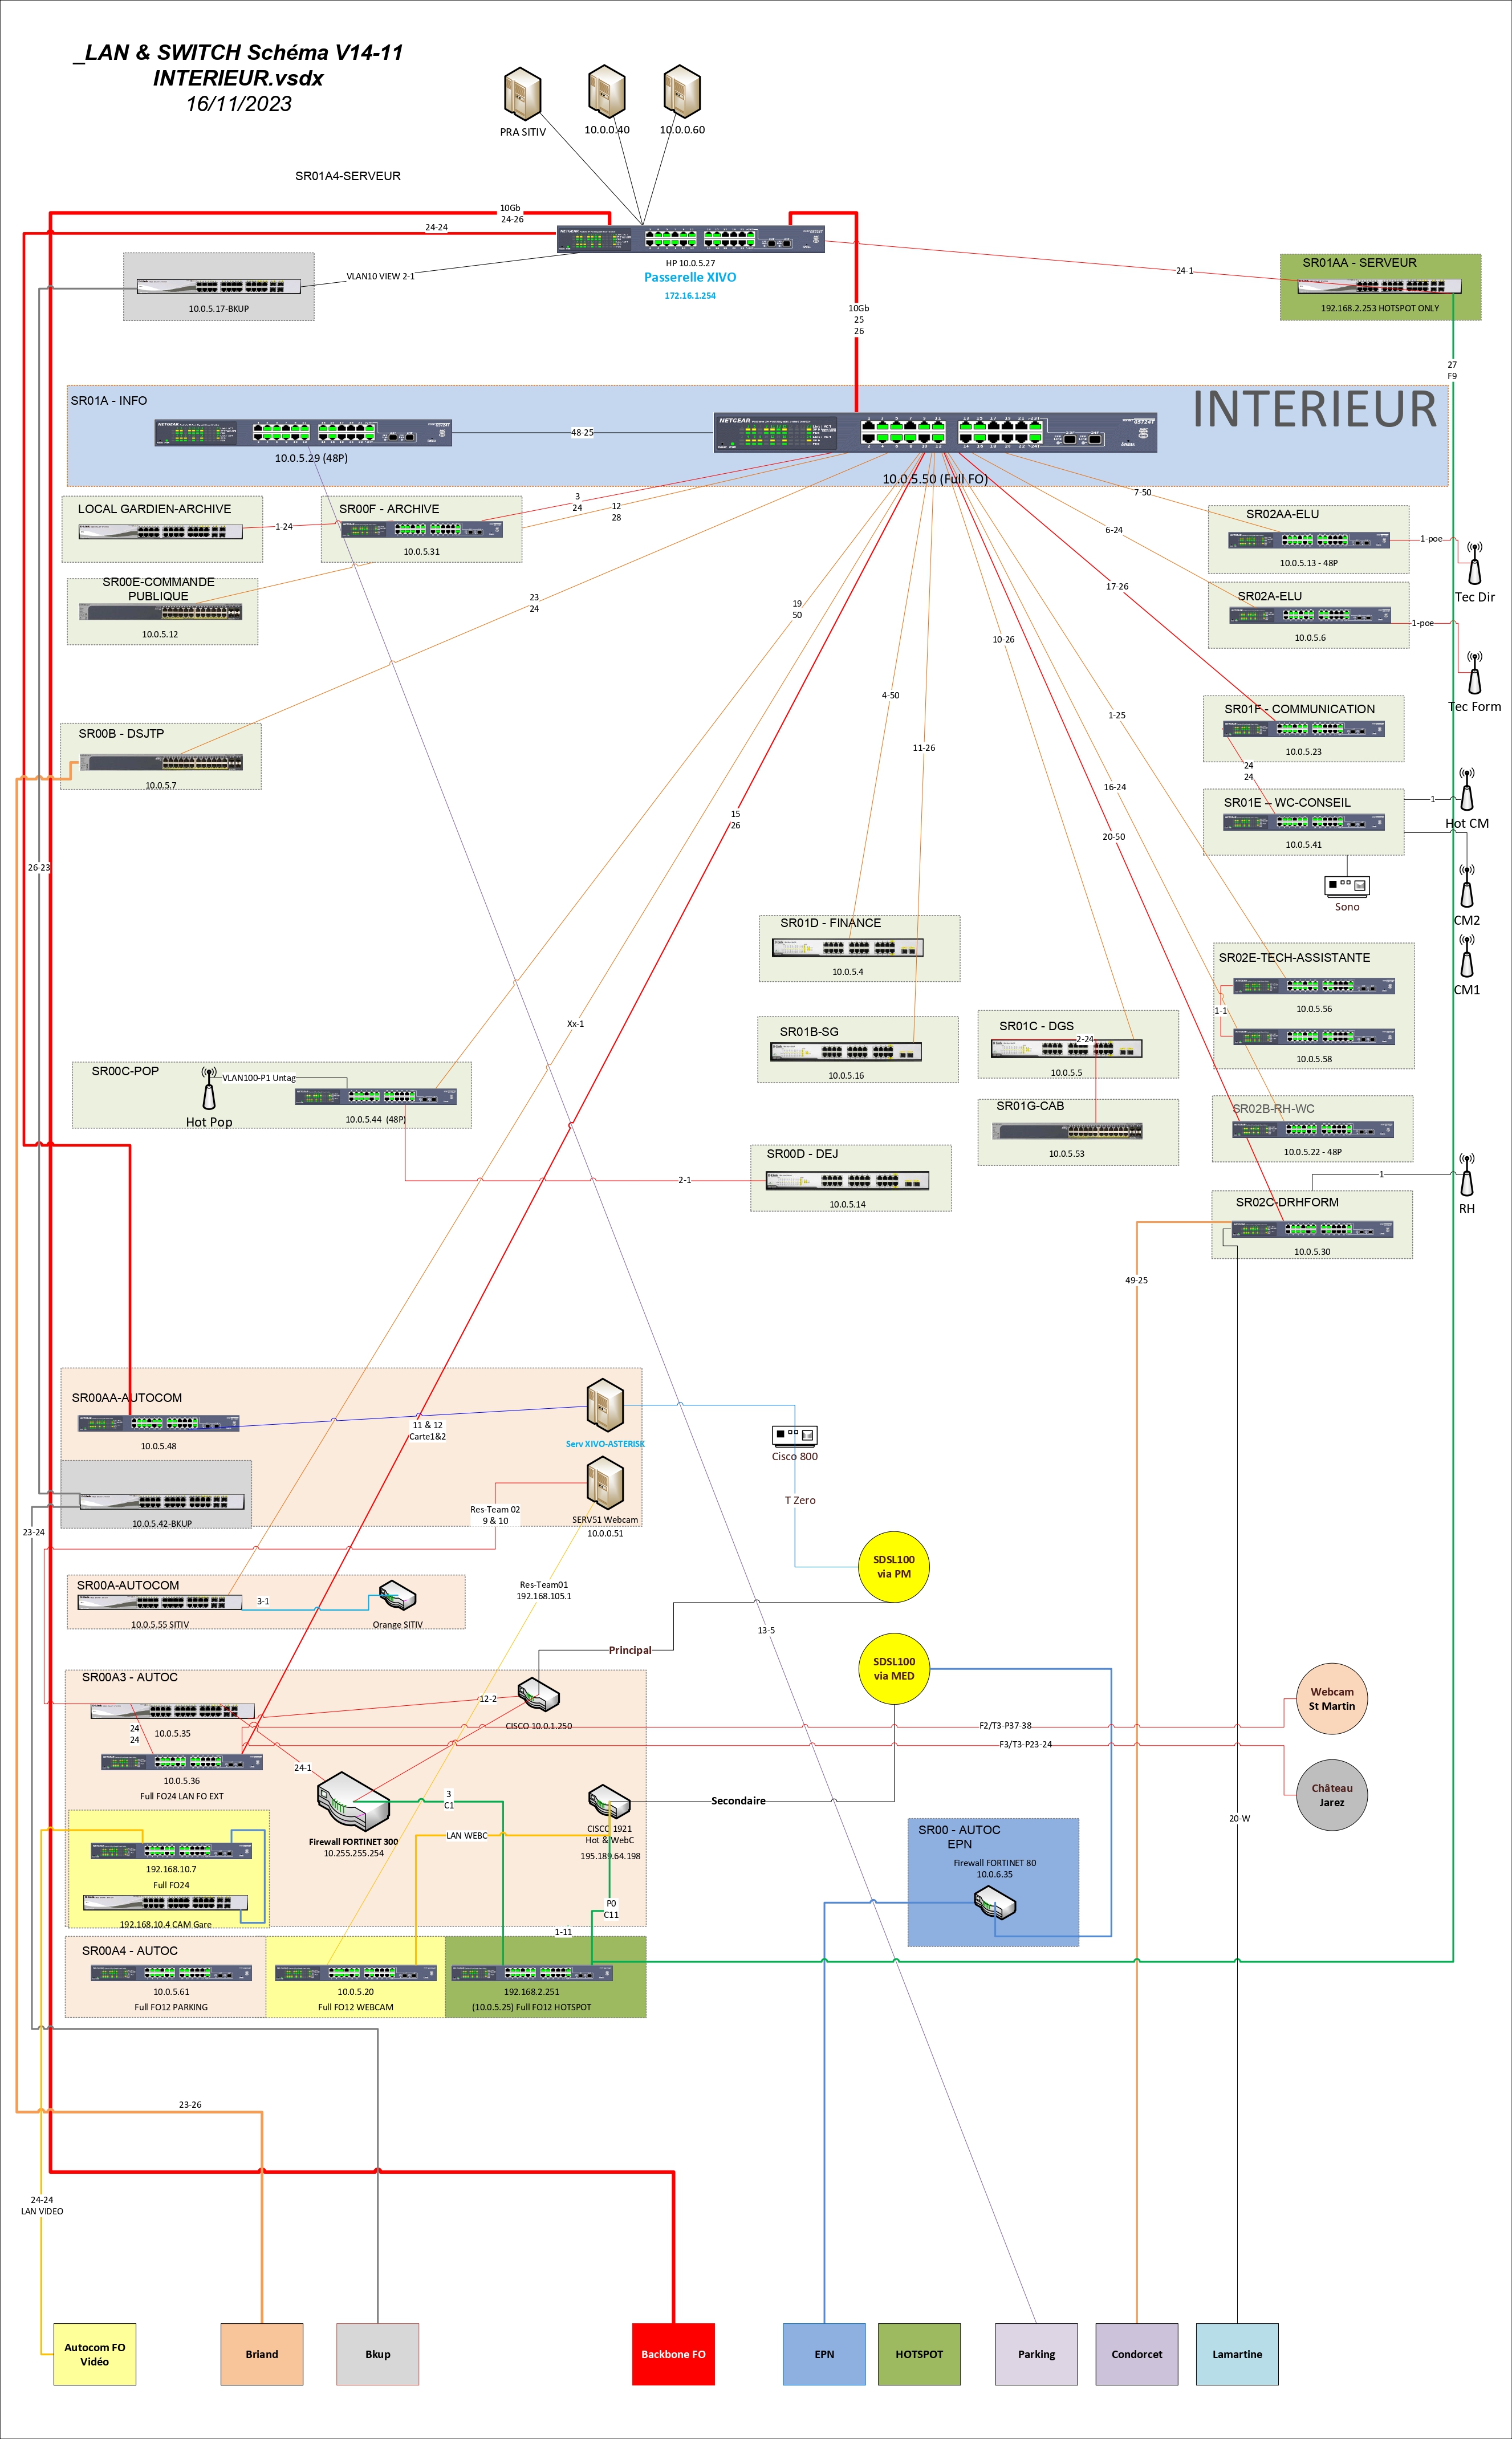 _LAN & SWITCH Schéma V14-11
INTERIEUR.vsdx
16/11/2023
PRA SITIV
10.0.0.40
10.0.0.60
SR01A4-SERVEUR
10Gb
24-26
24-24
NETGEAR
HP 10.0.5.27
Passerelle XIVO
172.16.1.254
VLAN10 VIEW 2-1
10.0.5.17-BKUP
24-1
SR01AA - SERVEUR
192.168.2.253 HOTSPOT ONLY
10Gb
25
26
27
F9
SR01A - INFO
INTERIEUR
NETGEAR
10.0.5.29 (48P)
48-25
NETGEAR
10.0.5.50 (Full FO)
LOCAL GARDIEN-ARCHIVE
1-24
SR00F - ARCHIVE
10.0.5.31
3
24
12
28
7-50
SR02AA-ELU
10.0.5.13 - 48P
1-poe
Tec Dir
6-24
SR00E-COMMANDE
PUBLIQUE
10.0.5.12
23
24
19
50
17-26
SR02A-ELU
10.0.5.6
1-poe
Tec Form
10-26
4-50
1-25
SR01F - COMMUNICATION
10.0.5.23
SR00B - DSJTP
10.0.5.7
11-26
24
24
16-24
SR01E – WC-CONSEIL
10.0.5.41
1
Hot CM
15
26
20-50
26-23
Sono
CM2
SR01D - FINANCE
10.0.5.4
CM1
SR02E-TECH-ASSISTANTE
10.0.5.56
1-1
10.0.5.58
Xx-1
SR01B-SG
10.0.5.16
SR01C - DGS
2-24
10.0.5.5
SR00C-POP
VLAN100-P1 Untag
Hot Pop
10.0.5.44 (48P)
SR01G-CAB
10.0.5.53
SR02B-RH-WC
10.0.5.22 - 48P
SR00D - DEJ
10.0.5.14
2-1
1
RH
SR02C-DRHFORM
10.0.5.30
49-25
SR00AA-AUTOCOM
10.0.5.48
11 & 12
Carte1&2
Serv XIVO-ASTERISK
Cisco 800
10.0.5.42-BKUP
Res-Team 02
9 & 10
SERV51 Webcam
10.0.0.51
T Zero
23-24
SDSL100
via PM
SR00A-AUTOCOM
10.0.5.55 SITIV
3-1
Orange SITIV
Res-Team01
192.168.105.1
13-5
Principal
SDSL100
via MED
SR00A3 - AUTOC
10.0.5.35
12-2
CISCO 10.0.1.250
24
24
F2/T3-P37-38
F3/T3-P23-24
Webcam
St Martin
10.0.5.36
Full FO24 LAN FO EXT
24-1
Firewall FORTINET 300
10.255.255.254
3
C1
Secondaire
Château
Jarez
20-W
LAN WEBC
CISCO 1921
Hot & WebC
195.189.64.198
192.168.10.7
Full FO24
192.168.10.4 CAM Gare
SR00 - AUTOC
EPN
Firewall FORTINET 80
10.0.6.35
P0
C11
1-11
SR00A4 - AUTOC
10.0.5.61
Full FO12 PARKING
10.0.5.20
Full FO12 WEBCAM
192.168.2.251
(10.0.5.25) Full FO12 HOTSPOT
23-26
24-24
LAN VIDEO
Autocom FO
Vidéo
Briand
Bkup
Backbone FO
EPN
HOTSPOT
Parking
Condorcet
Lamartine